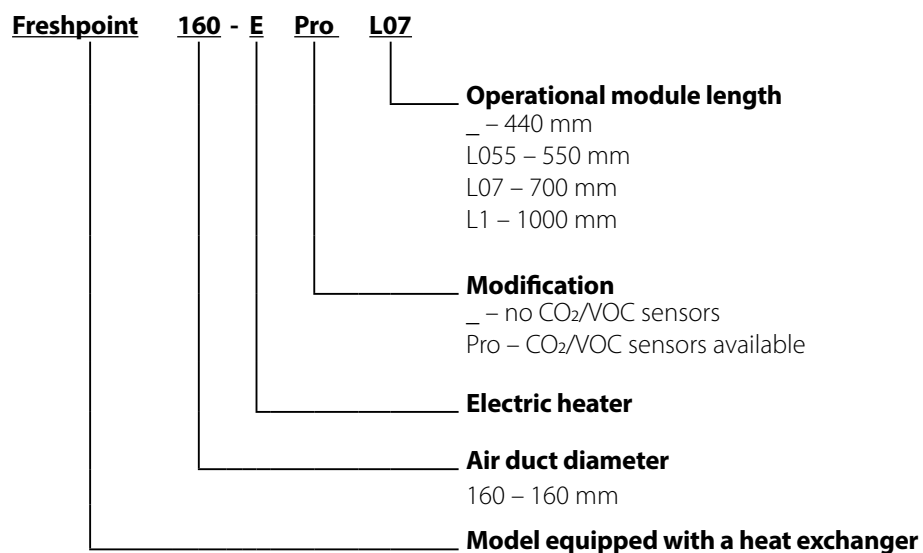 Freshpoint 160 - E Pro L07
Operational module length
_ – 440 mm
L055 – 550 mm
L07 – 700 mm
L1 – 1000 mm
Modification
_ – no CO₂/VOC sensors
Pro – CO₂/VOC sensors available
Electric heater
Air duct diameter
160 – 160 mm
Model equipped with a heat exchanger